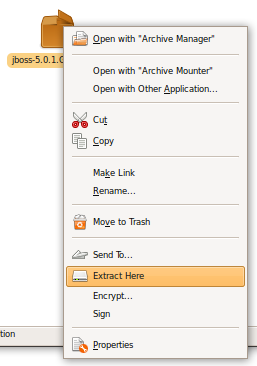 jboss-5.0.1.
Open with "Archive Manager"
Open with "Archive Mounter"
Open with Other Application...
Cut
Copy
Make Link
Rename...
Move to Trash
Send To...
Extract Here
Encrypt...
Sign
tion
Properties